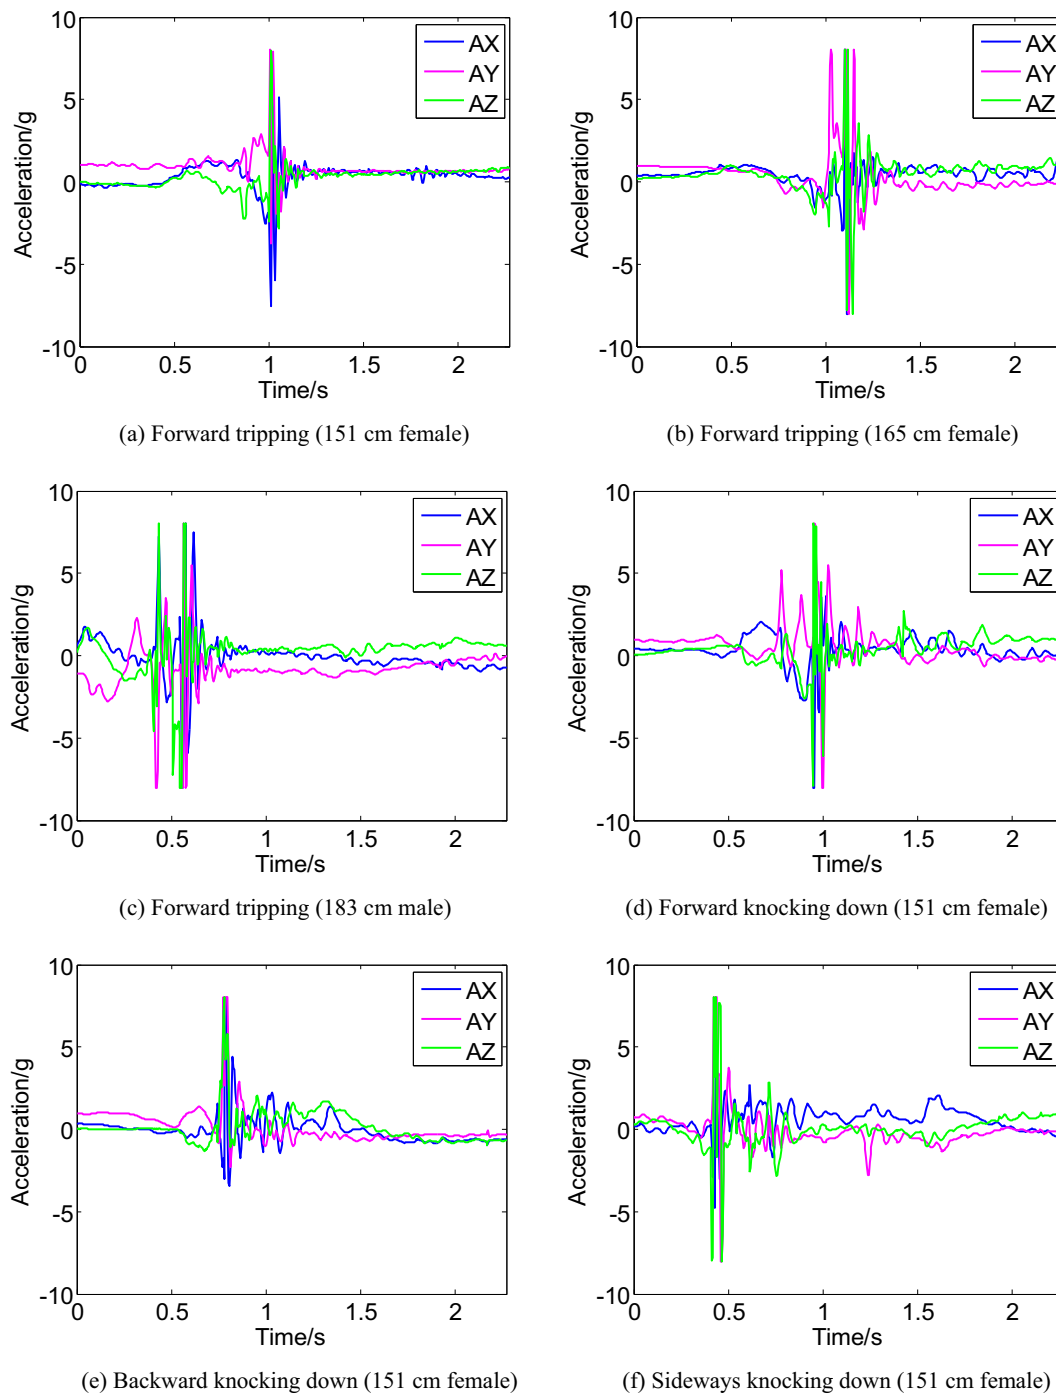 10
5
0
-5
-10
Acceleration/g
AX
AY
AZ
0 0.5 1 1.5 2
Time/s
(a) Forward tripping (151 cm female)
10
5
0
-5
-10
Acceleration/g
AX
AY
AZ
0 0.5 1 1.5 2
Time/s
(b) Forward tripping (165 cm female)
10
5
0
-5
-10
Acceleration/g
AX
AY
AZ
0 0.5 1 1.5 2
Time/s
(c) Forward tripping (183 cm male)
10
5
0
-5
-10
Acceleration/g
AX
AY
AZ
0 0.5 1 1.5 2
Time/s
(d) Forward knocking down (151 cm female)
10
5
0
-5
-10
Acceleration/g
AX
AY
AZ
0 0.5 1 1.5 2
Time/s
(e) Backward knocking down (151 cm female)
10
5
0
-5
-10
Acceleration/g
AX
AY
AZ
0 0.5 1 1.5 2
Time/s
(f) Sideways knocking down (151 cm female)